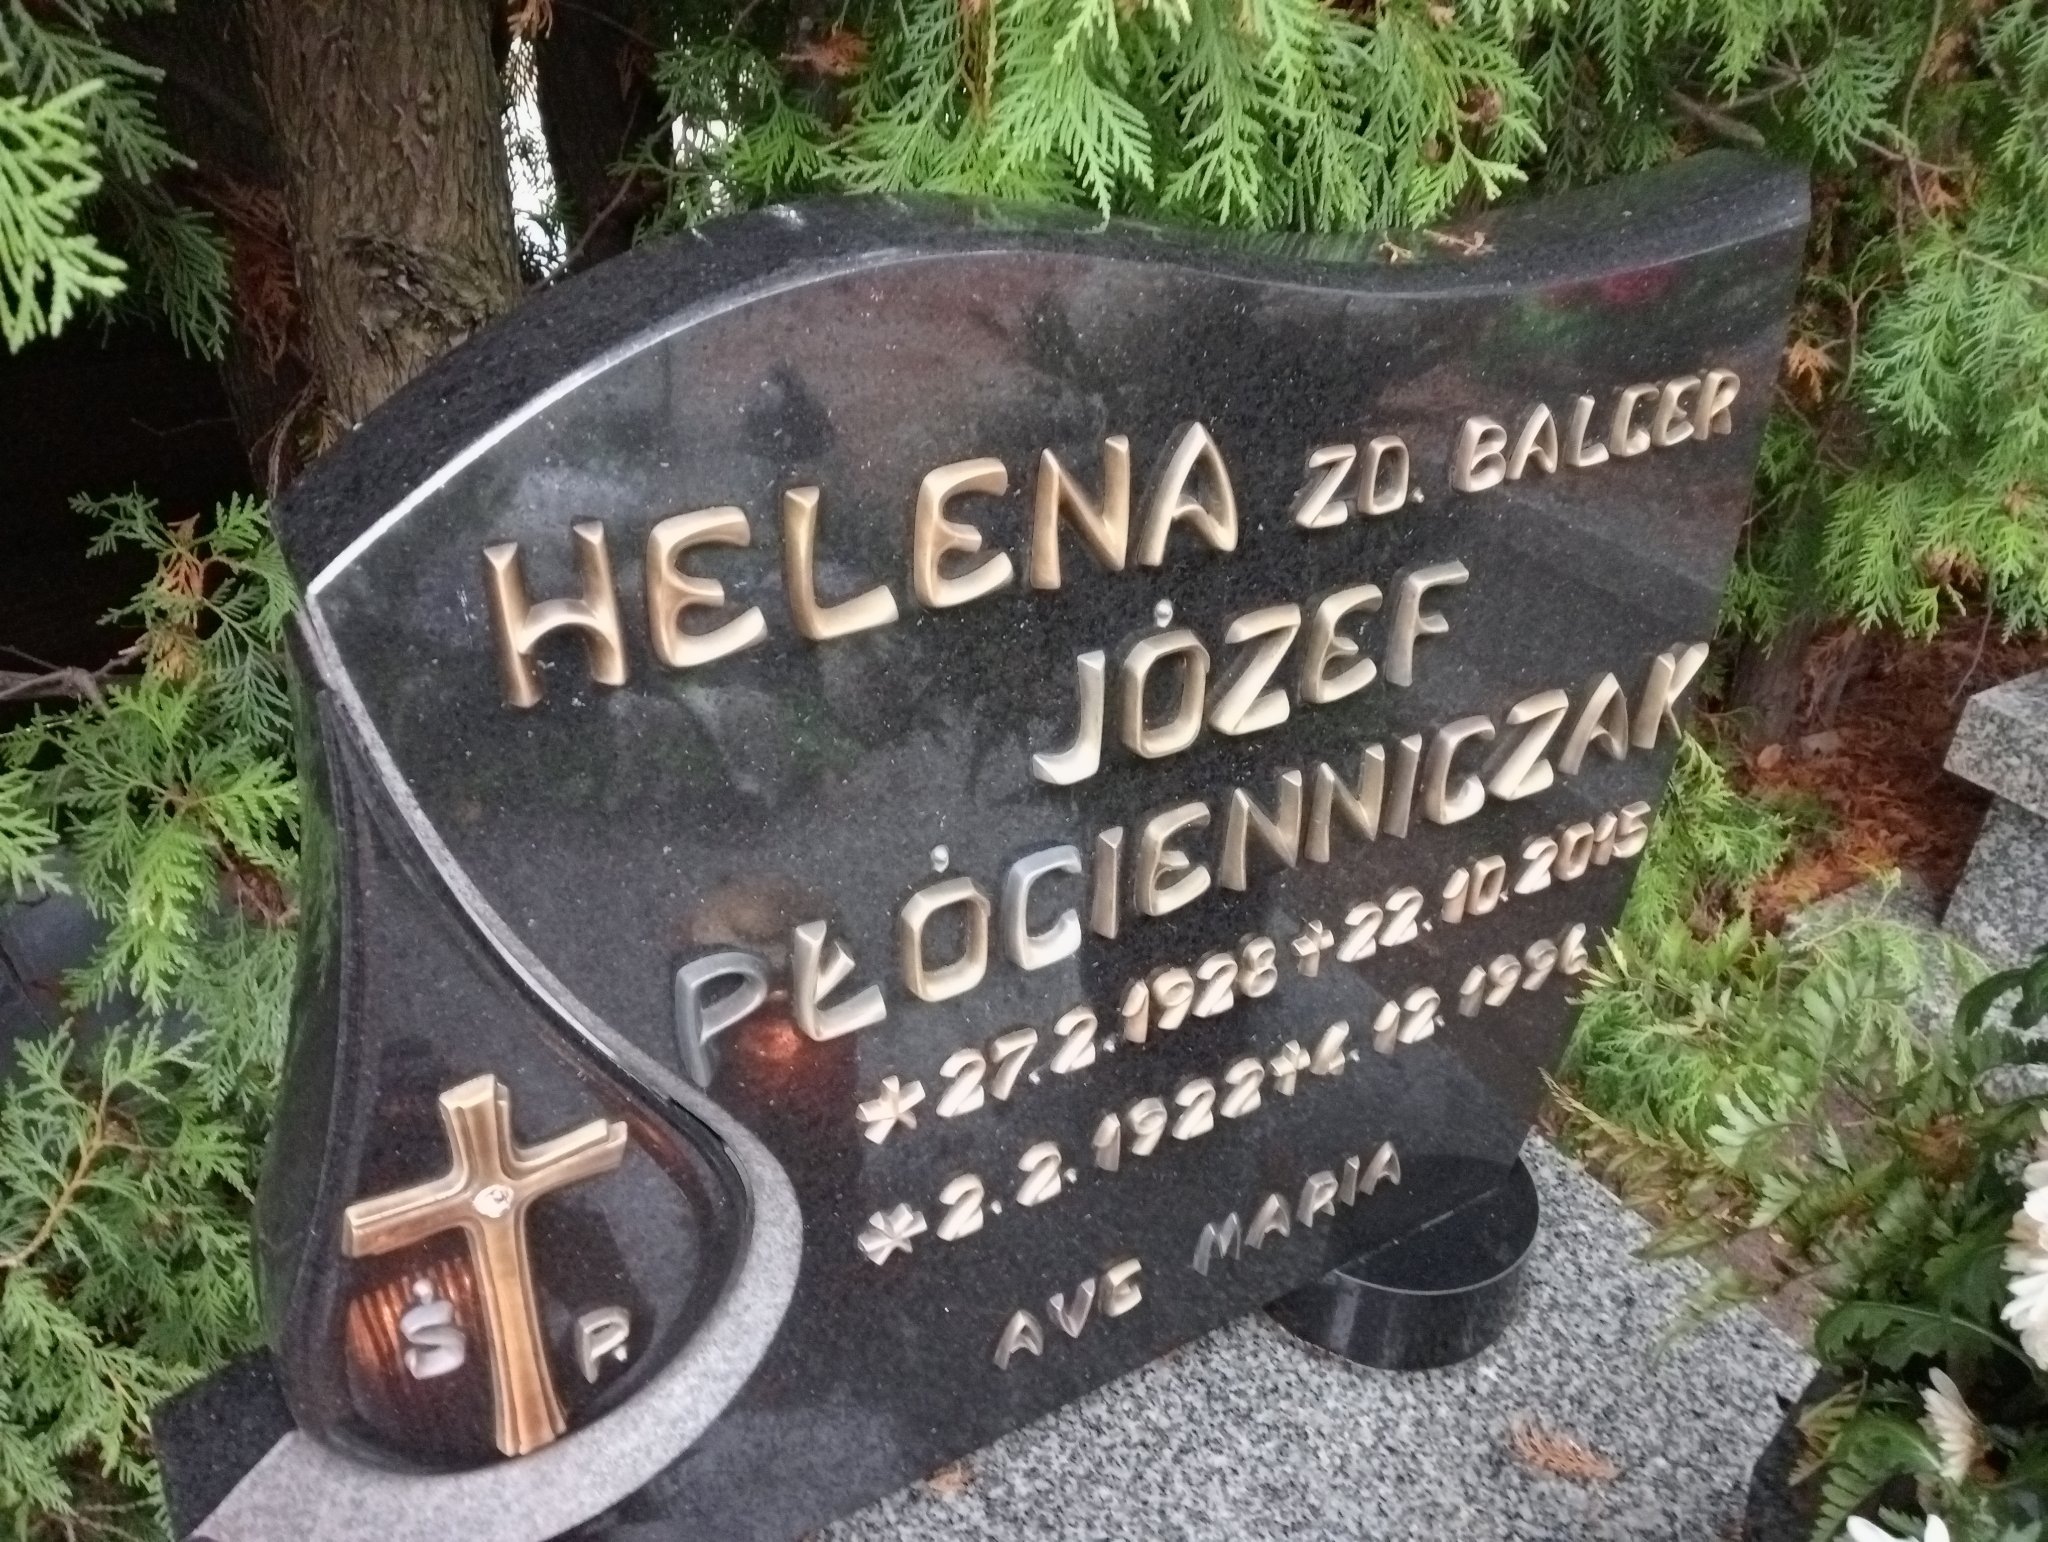 HELENA ZD. BALCER
JÓZEF
PŁÓCIENNICZAK
* 27.2.1928 + 22.10.2015
* 2.2.1922 + 4.12.1996
AVE MARIA
Ś P.